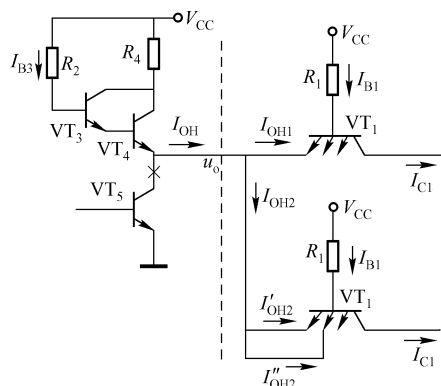 V_CC
I_B3
R_2
R_4
VT_3
VT_4
I_OH
u_o
VT_5
V_CC
R_1
I_B1
VT_1
I_OH1
I_C1
I_OH2
V_CC
R_1
I_B1
VT_1
I'_OH2
I_C1
I''_OH2